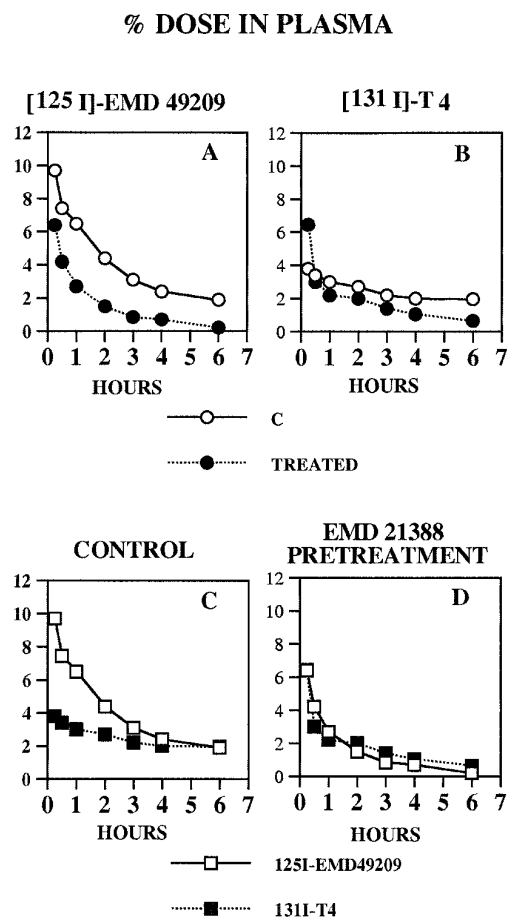 % DOSE IN PLASMA
[125 I]-EMD 49209
[131 I]-T 4
12
10
8
6
4
2
0
A
0 1 2 3 4 5 6 7
HOURS
12
10
8
6
4
2
0
B
0 1 2 3 4 5 6 7
HOURS
C
TREATED
CONTROL
EMD 21388
PRETREATMENT
12
10
8
6
4
2
0
C
0 1 2 3 4 5 6 7
HOURS
12
10
8
6
4
2
0
D
0 1 2 3 4 5 6 7
HOURS
125I-EMD49209
131I-T4